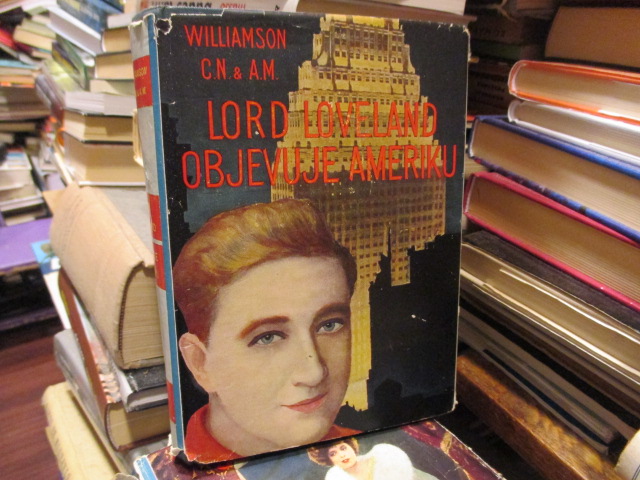 WILLIAMSON
C.N. & A.M.
LORD LOVELAND
OBJEVUJE AMERIKU